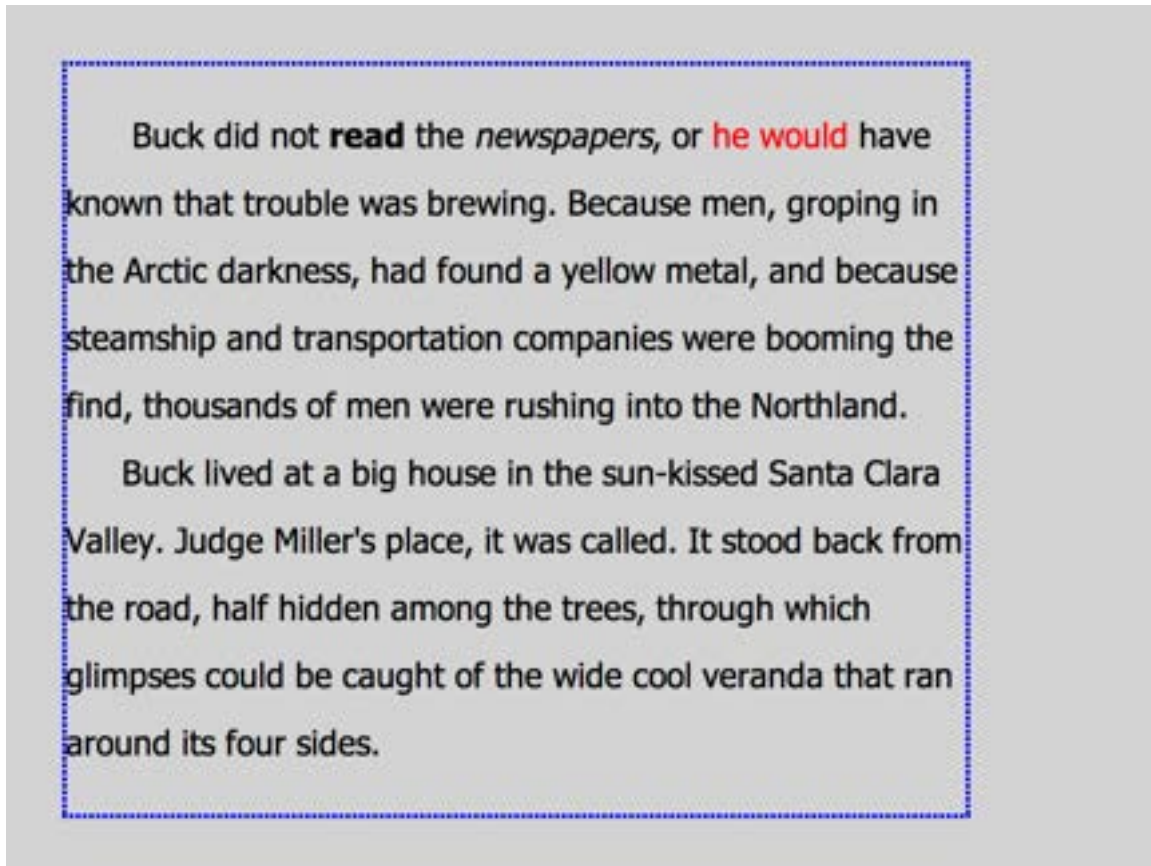 Buck did not read the newspapers, or he would have
known that trouble was brewing. Because men, groping in
the Arctic darkness, had found a yellow metal, and because
steamship and transportation companies were booming the
find, thousands of men were rushing into the Northland.
Buck lived at a big house in the sun-kissed Santa Clara
Valley. Judge Miller's place, it was called. It stood back from
the road, half hidden among the trees, through which
glimpses could be caught of the wide cool veranda that ran
around its four sides.